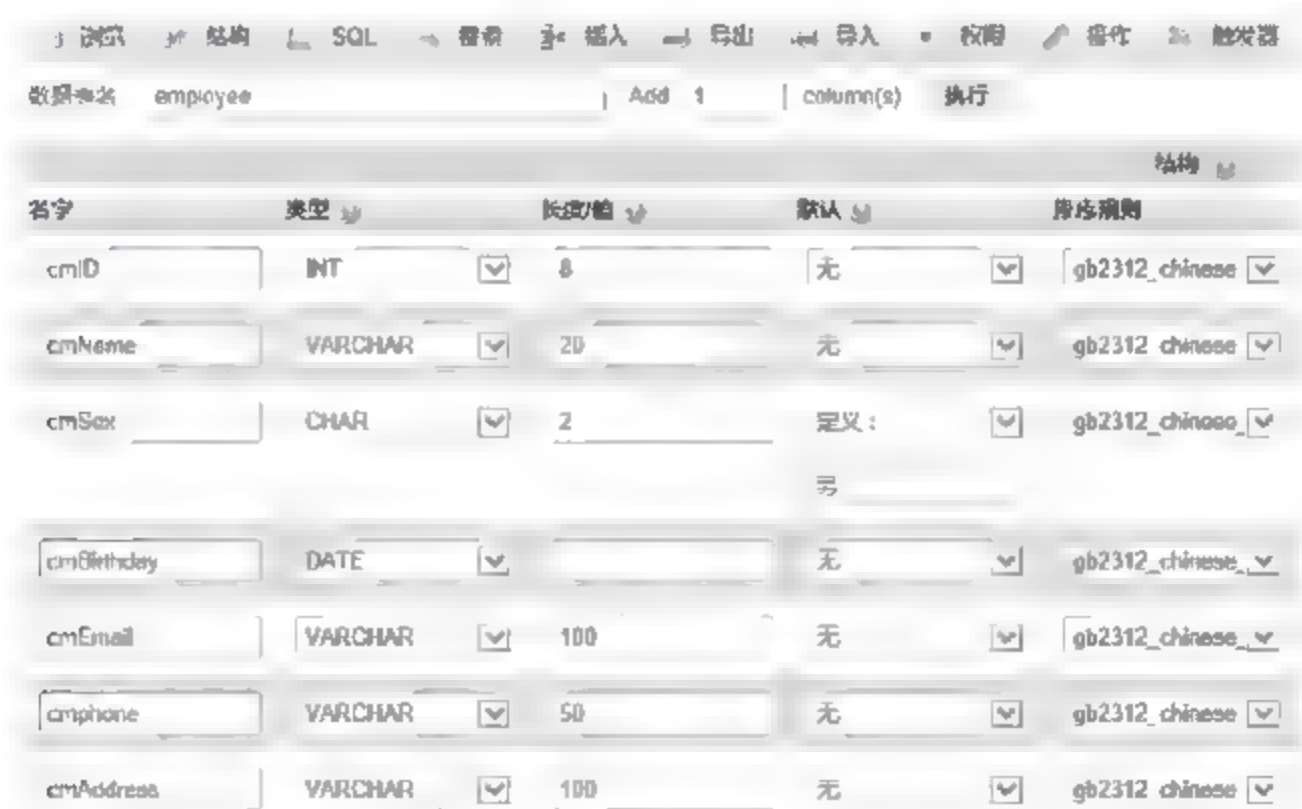 浏览 结构 SQL 搜索 插入 导出 导入 权限 操作 触发器
数据表名 employee Add 1 column(s) 执行
结构
名字 类型 长度/值 默认 排序规则
cmID INT 8 无 gb2312_chinese
cmName VARCHAR 20 无 gb2312_chinese
cmSex CHAR 2 定义： gb2312_chinese_
男
cmBirthday DATE 无 gb2312_chinese_
cmEmail VARCHAR 100 无 gb2312_chinese_
cmphone VARCHAR 50 无 gb2312_chinese
cmAddress VARCHAR 100 无 gb2312_chinese